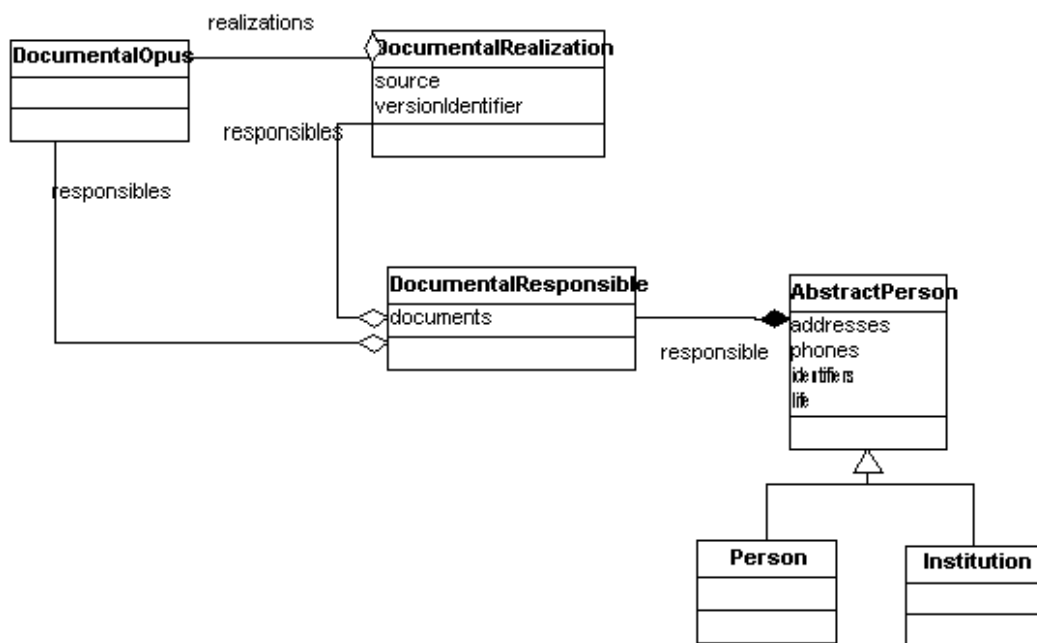 realizations
DocumentalOpus
DocumentalRealization
source
versionIdentifier
responsibles
responsibles
DocumentalResponsible
documents
responsible
AbstractPerson
addresses
phones
identifiers
life
Person
Institution